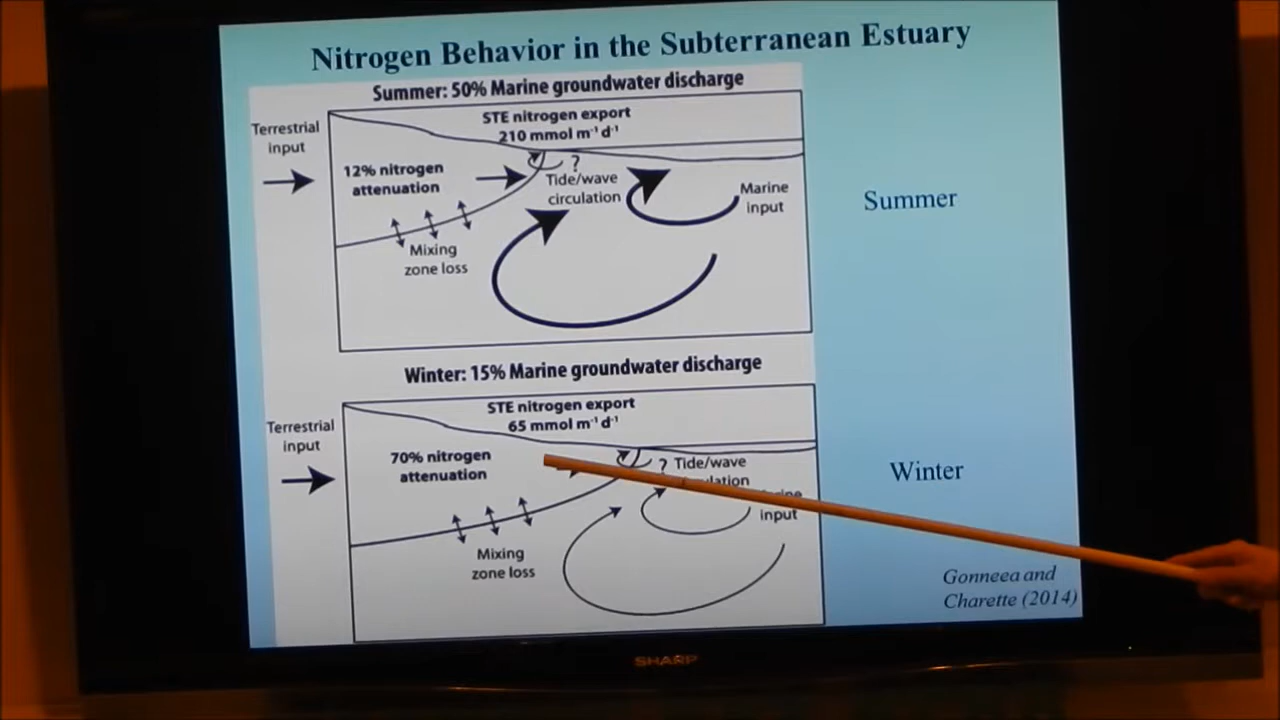 Nitrogen Behavior in the Subterranean Estuary
Summer: 50% Marine groundwater discharge
STE nitrogen export
210 mmol m⁻¹ d⁻¹
Terrestrial
input
12% nitrogen
attenuation
?
Tide/wave
circulation
Marine
input
Mixing
zone loss
Summer
Winter: 15% Marine groundwater discharge
STE nitrogen export
65 mmol m⁻¹ d⁻¹
Terrestrial
input
70% nitrogen
attenuation
? Tide/wave
input
Mixing
zone loss
Winter
Gonneea and
Charette (2014)
SHARP